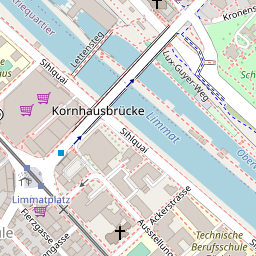 Kronens
Lettensteg
Sihlquai
Kornhausbrücke
Lux-Guyer-Weg
Limmat
Sihlquai
Limmatplatz
Ackerstrasse
Technische
Berufsschule